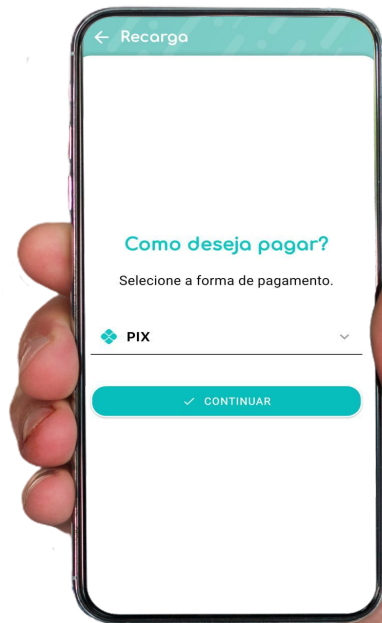 Recarga
Como deseja pagar?
Selecione a forma de pagamento.
PIX
CONTINUAR